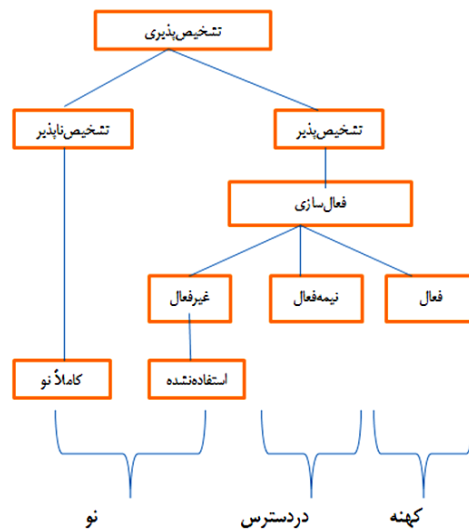 تشخیص‌پذیری
تشخیص‌پذیر
تشخیص‌ناپذیر
فعال‌سازی
فعال
نیمه‌فعال
غیرفعال
استفاده‌نشده
کاملاً نو
کهنه
دردسترس
نو